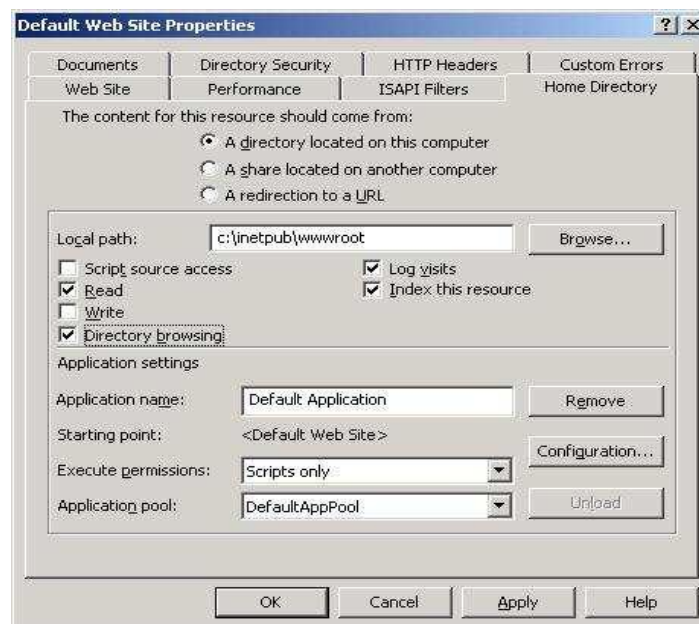 Default Web Site Properties ? X
Documents Directory Security HTTP Headers Custom Errors
Web Site Performance ISAPI Filters Home Directory
The content for this resource should come from:
A directory located on this computer
A share located on another computer
A redirection to a URL
Local path: c:\inetpub\wwwroot Browse...
Script source access Log visits
Read Index this resource
Write
Directory browsing
Application settings
Application name: Default Application Remove
Starting point: <Default Web Site> Configuration...
Execute permissions: Scripts only
Application pool: DefaultAppPool Unload
OK Cancel Apply Help